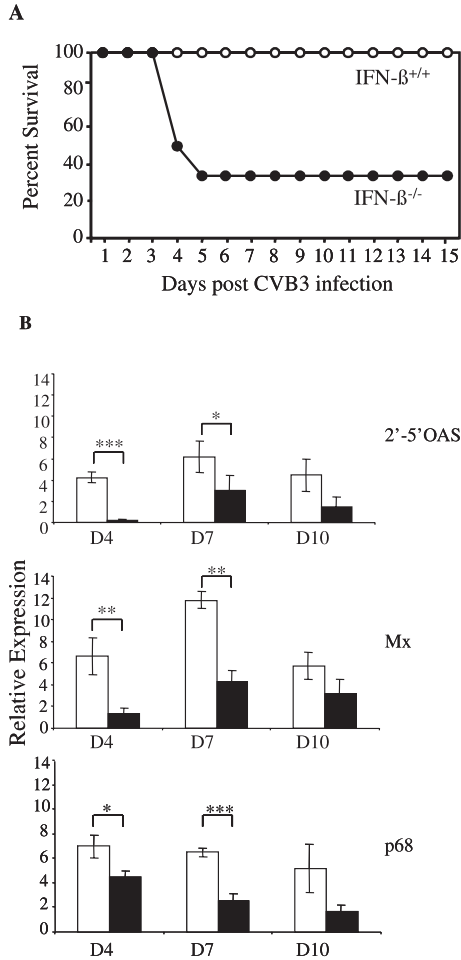 A
100
80
60
40
20
0
Percent Survival
IFN-ß+/+
IFN-ß-/-
1 2 3 4 5 6 7 8 9 10 11 12 13 14 15
Days post CVB3 infection
B
Relative Expression
14
12
10
8
6
4
2
0
***
*
2'-5'OAS
D4 D7 D10
14
12
10
8
6
4
2
0
**
**
Mx
D4 D7 D10
14
12
10
8
6
4
2
0
*
***
p68
D4 D7 D10